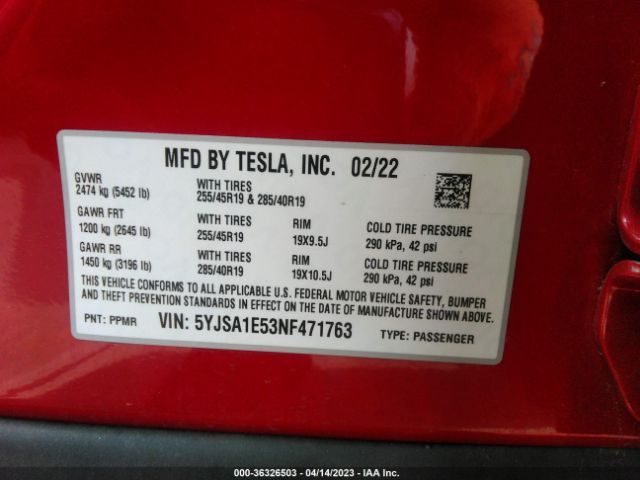 MFD BY TESLA, INC. 02/22
GVWR
2474 kg (5452 lb)
WITH TIRES
255/45R19 & 285/40R19
GAWR FRT
1200 kg (2645 lb)
WITH TIRES
255/45R19
RIM
19X9.5J
COLD TIRE PRESSURE
290 kPa, 42 psi
GAWR RR
1450 kg (3196 lb)
WITH TIRES
285/40R19
RIM
19X10.5J
COLD TIRE PRESSURE
290 kPa, 42 psi
THIS VEHICLE CONFORMS TO ALL APPLICABLE U.S. FEDERAL MOTOR VEHICLE SAFETY, BUMPER
AND THEFT PREVENTION STANDARDS IN EFFECT ON THE DATE OF MANUFACTURE SHOWN ABOVE.
PNT: PPMR VIN: 5YJSA1E53NF471763 TYPE: PASSENGER
000-36326503 - 04/14/2023 - IAA Inc.